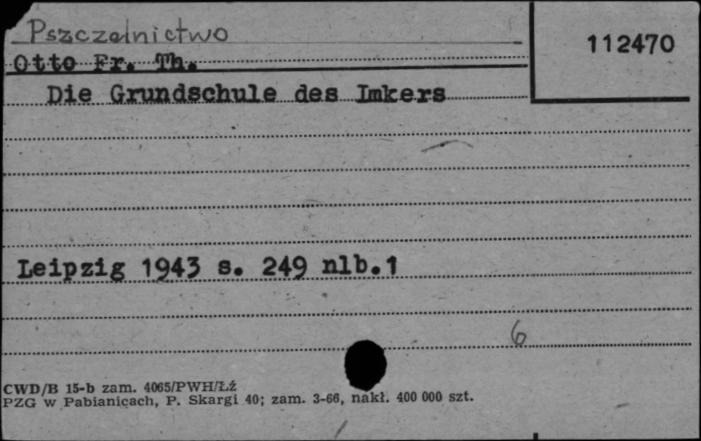 Pszczelnictwo
112470
Otto Fr. Th.
Die Grundschule des Imkers
Leipzig 1943 s. 249 nlb.1
6
CWD/B 15-b zam. 4065/PWH/Łź
PZG w Pabianicach, P. Skargi 40; zam. 3-66, nakł. 400 000 szt.